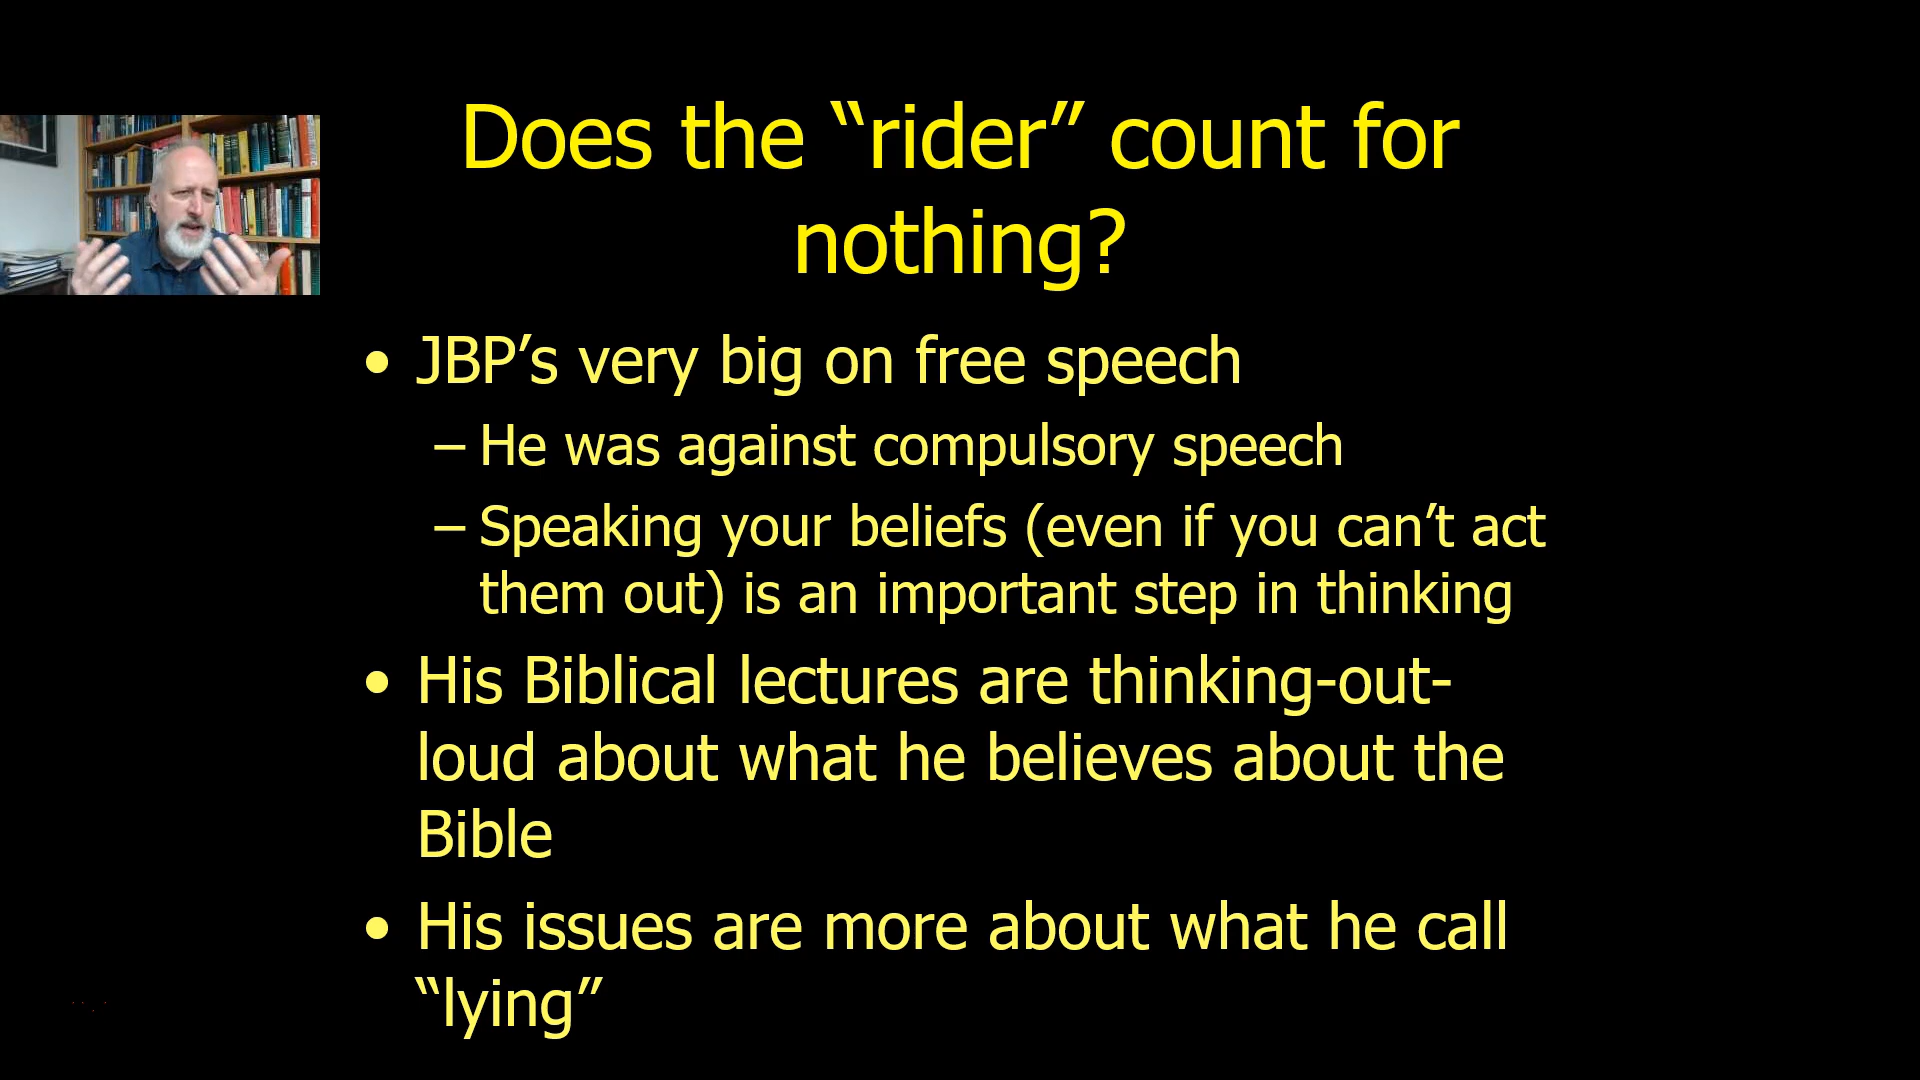 Does the “rider” count for
nothing?
• JBP’s very big on free speech
– He was against compulsory speech
– Speaking your beliefs (even if you can’t act
them out) is an important step in thinking
• His Biblical lectures are thinking-out-
loud about what he believes about the
Bible
• His issues are more about what he call
“lying”